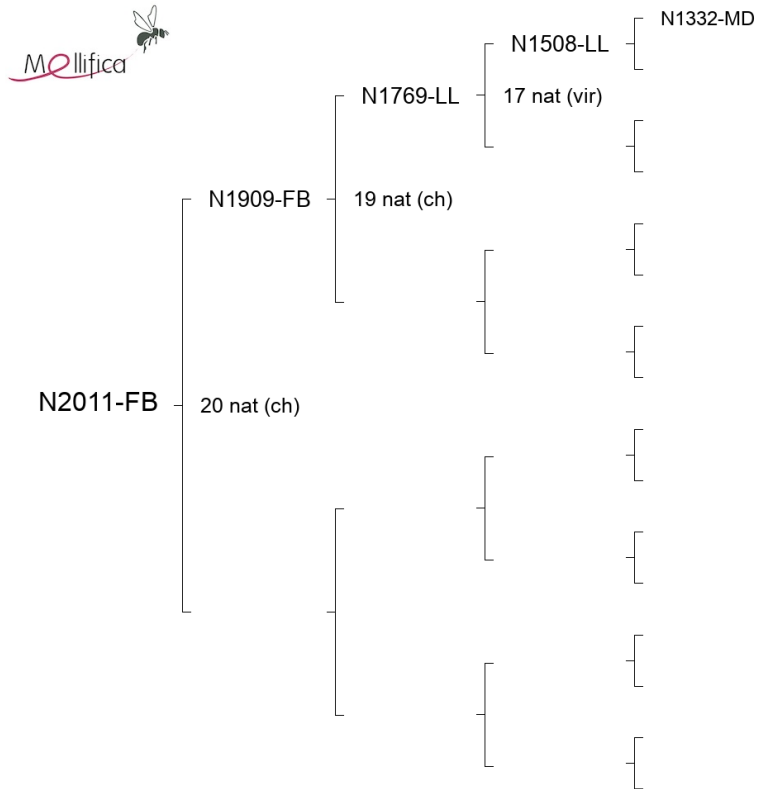 Mellifica
N1332-MD
N1508-LL
N1769-LL
17 nat (vir)
N1909-FB
19 nat (ch)
N2011-FB
20 nat (ch)